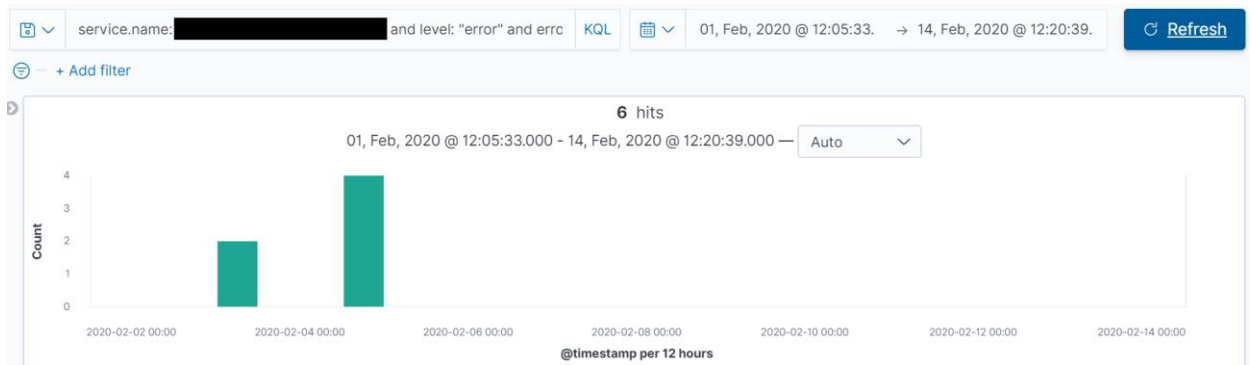 service.name: and level: "error" and errc KQL 01, Feb, 2020 @ 12:05:33. → 14, Feb, 2020 @ 12:20:39. Refresh
+ Add filter
6 hits
01, Feb, 2020 @ 12:05:33.000 - 14, Feb, 2020 @ 12:20:39.000 — Auto
4
3
2
1
0
Count
2020-02-02 00:00 2020-02-04 00:00 2020-02-06 00:00 2020-02-08 00:00 2020-02-10 00:00 2020-02-12 00:00 2020-02-14 00:00
@timestamp per 12 hours